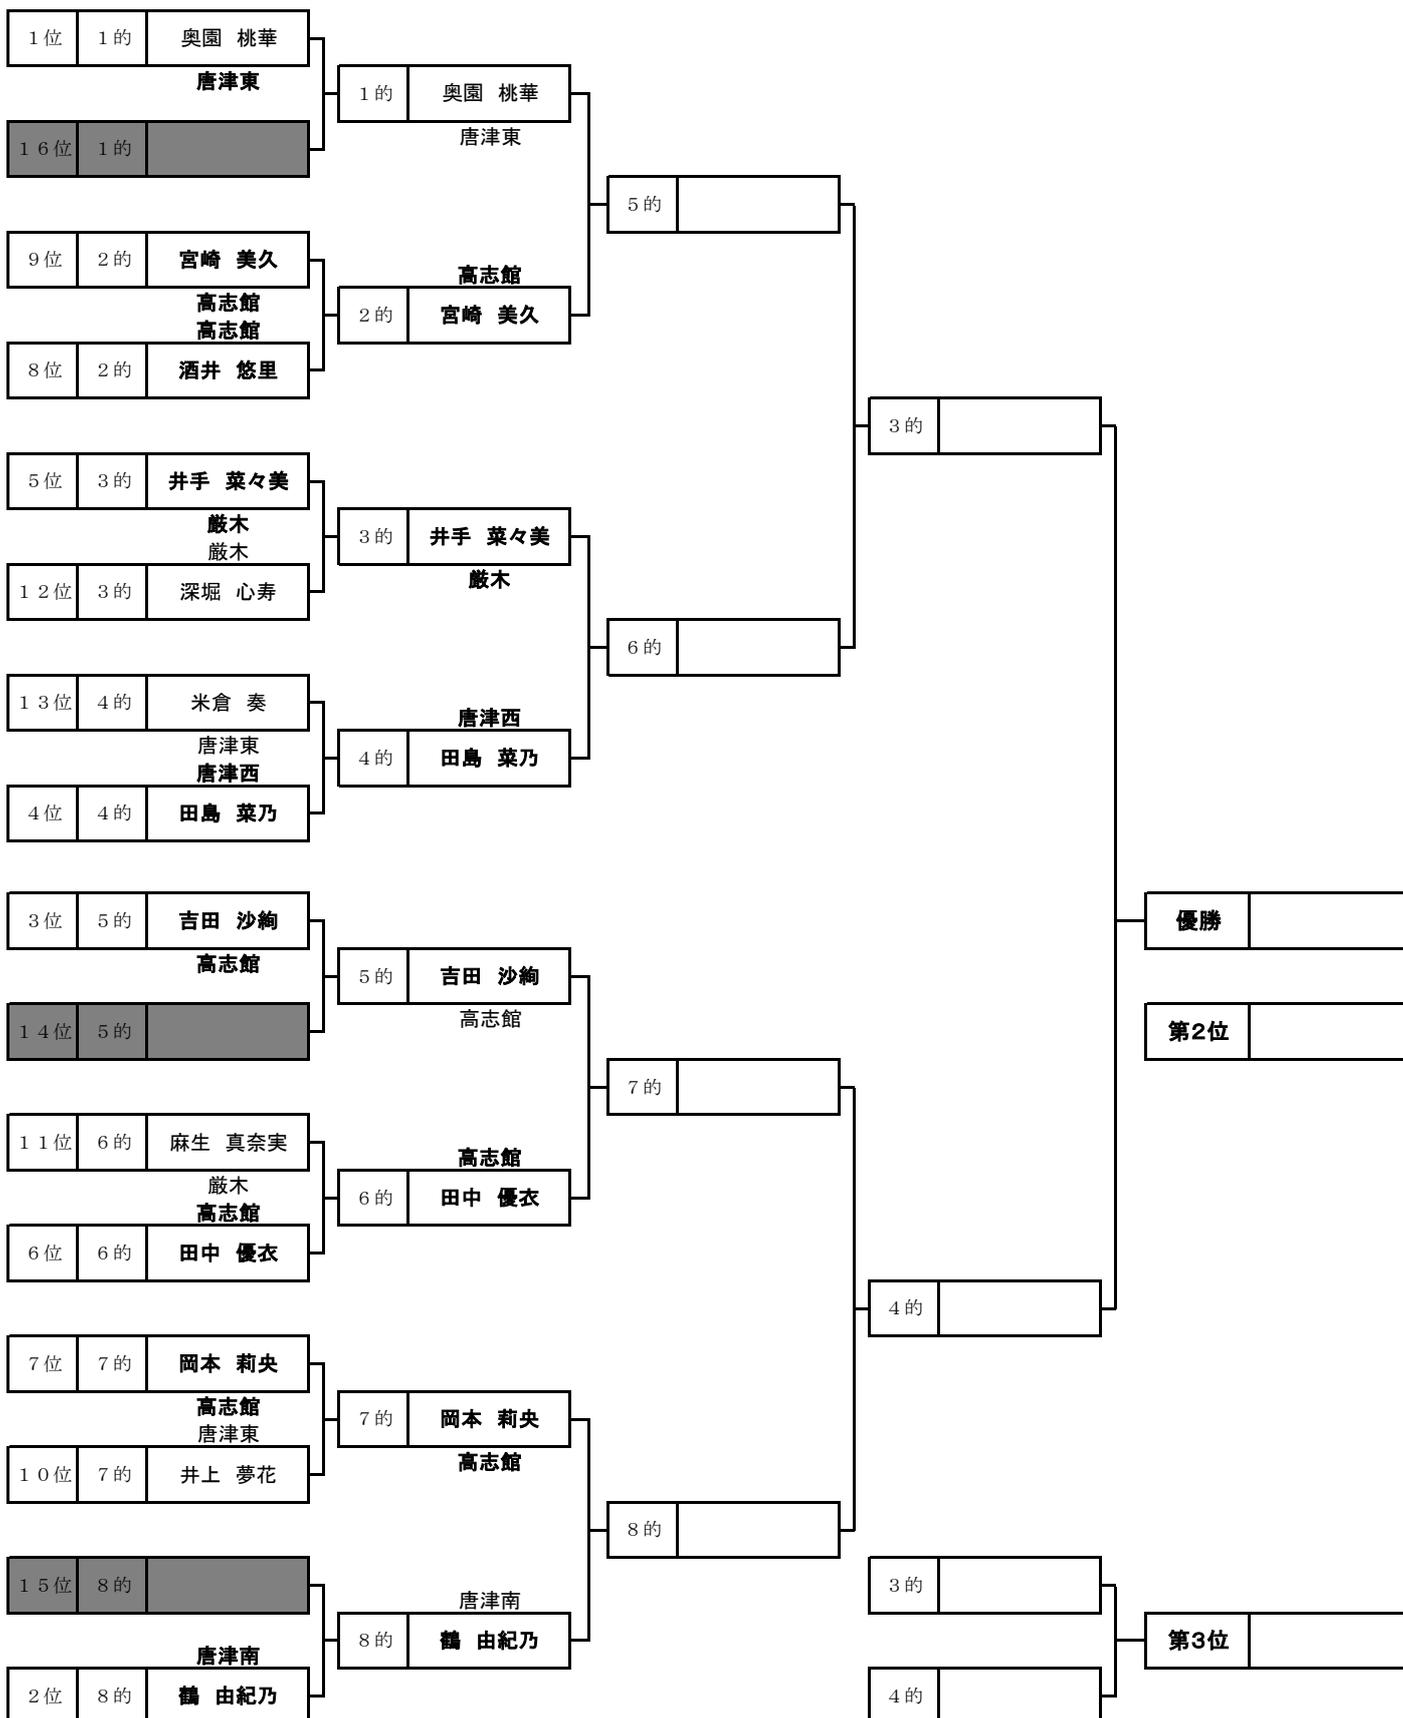 1位 1的 奥園 桃華
唐津東
1的 奥園 桃華
唐津東
16位 1的
5的
9位 2的 宮崎 美久
高志館
高志館
高志館
2的 宮崎 美久
8位 2的 酒井 悠里
3的
5位 3的 井手 菜々美
厳木
厳木
3的 井手 菜々美
厳木
12位 3的 深堀 心寿
6的
13位 4的 米倉 奏
唐津東
唐津西
唐津西
4的 田島 菜乃
4位 4的 田島 菜乃
3位 5的 吉田 沙絢
高志館
優勝
5的 吉田 沙絢
高志館
14位 5的
第2位
7的
11位 6的 麻生 真奈実
厳木
高志館
高志館
6的 田中 優衣
6位 6的 田中 優衣
4的
7位 7的 岡本 莉央
高志館
唐津東
7的 岡本 莉央
高志館
10位 7的 井上 夢花
8的
15位 8的
3的
唐津南
8的 鶴 由紀乃
第3位
唐津南
2位 8的 鶴 由紀乃
4的